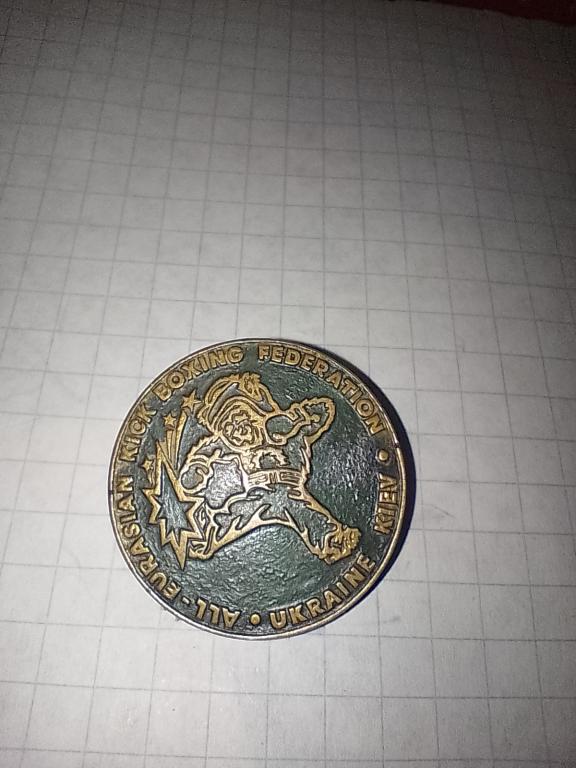 ALL-EURASIAN KICK BOXING FEDERATION
• UKRAINE KIEV •